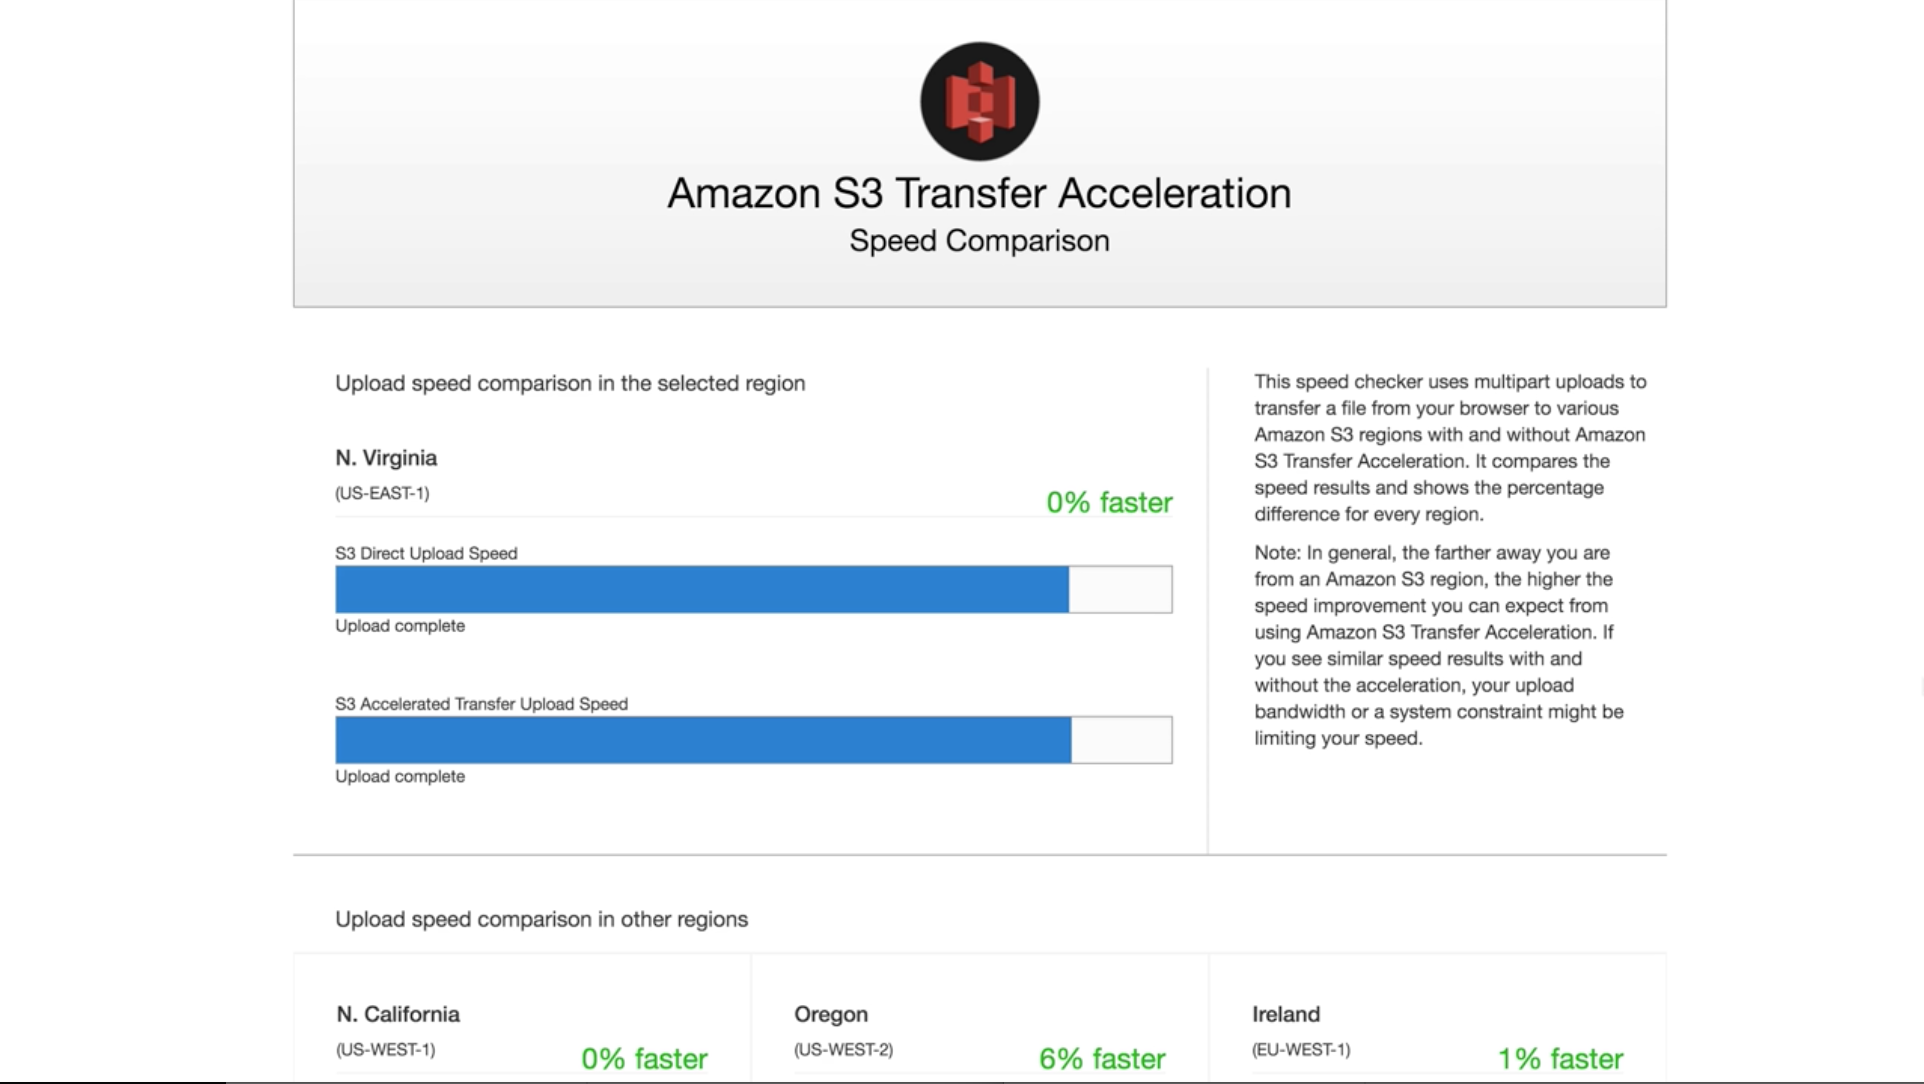 Amazon S3 Transfer Acceleration
Speed Comparison
Upload speed comparison in the selected region
N. Virginia
(US-EAST-1)
0% faster
S3 Direct Upload Speed
Upload complete
S3 Accelerated Transfer Upload Speed
Upload complete
This speed checker uses multipart uploads to
transfer a file from your browser to various
Amazon S3 regions with and without Amazon
S3 Transfer Acceleration. It compares the
speed results and shows the percentage
difference for every region.
Note: In general, the farther away you are
from an Amazon S3 region, the higher the
speed improvement you can expect from
using Amazon S3 Transfer Acceleration. If
you see similar speed results with and
without the acceleration, your upload
bandwidth or a system constraint might be
limiting your speed.
Upload speed comparison in other regions
N. California
(US-WEST-1)
0% faster
Oregon
(US-WEST-2)
6% faster
Ireland
(EU-WEST-1)
1% faster